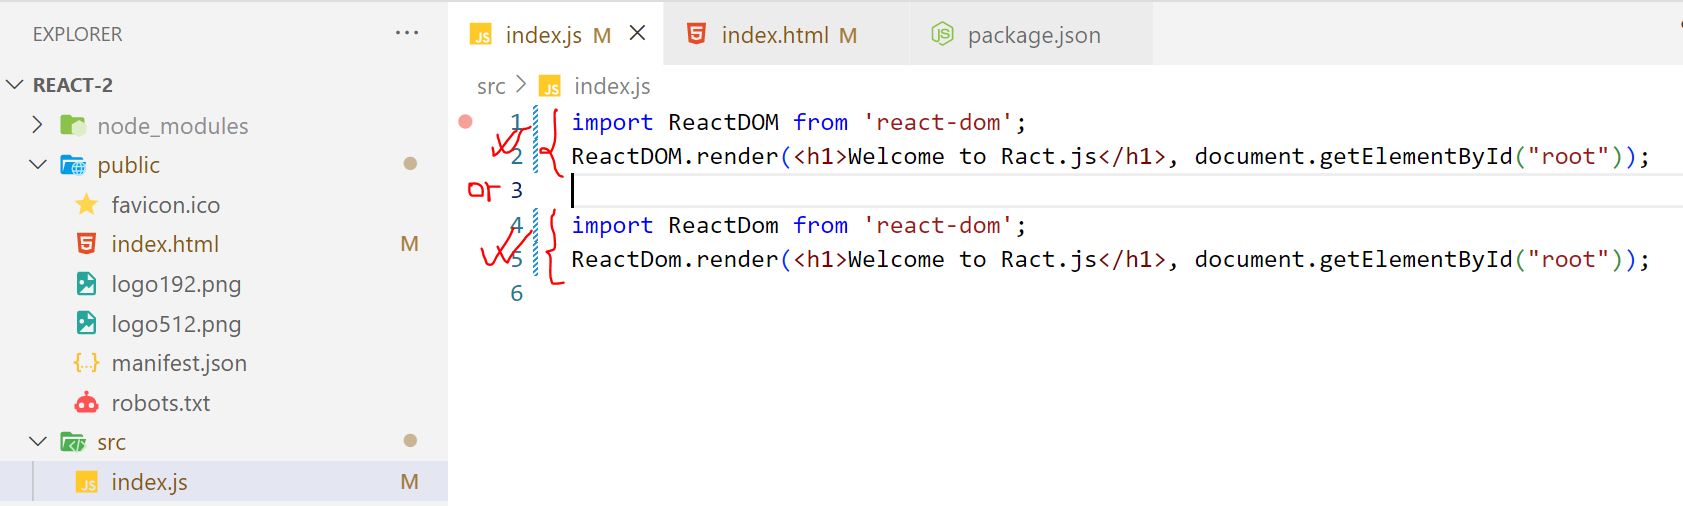 EXPLORER ...
REACT-2
node_modules
public
favicon.ico
index.html M
logo192.png
logo512.png
manifest.json
robots.txt
src
index.js M
index.js M
index.html M
package.json
src > index.js
1 import ReactDOM from 'react-dom';
2 ReactDOM.render(<h1>Welcome to Ract.js</h1>, document.getElementById("root"));
or 3
4 import ReactDom from 'react-dom';
5 ReactDom.render(<h1>Welcome to Ract.js</h1>, document.getElementById("root"));
6